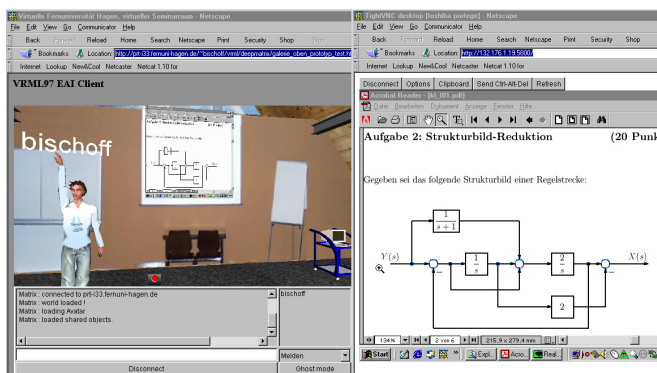 Virtuelle Fernuniversität Hagen, virtueller Seminarraum - Netscape
File Edit View Go Communicator Help
Back Forward Reload Home Search Netscape Print Security Shop Stop
Bookmarks Location: http://prt-i33.fernuni-hagen.de/~bischoff/vrml/deepmatrix/galerie_oben_prototyp_test.ht
Internet Lookup New&Cool Netcaster Netcat 1.10 for
VRML97 EAI Client
bischoff
Matrix : connected to prt-i33.fernuni-hagen.de
Matrix : world loaded !
Matrix : loading Avatar
Matrix : loaded shared objects.
bischoff
Melden
Disconnect
Ghost mode
TightVNC desktop [toshiba portege] - Netscape
File Edit View Go Communicator Help
Back Forward Reload Home Search Netscape Print Security Shop Stop
Bookmarks Location: http://132.176.1.19:5800/
Internet Lookup New&Cool Netcaster Netcat 1.10 for
Disconnect Options Clipboard Send Ctrl-Alt-Del Refresh
Acrobat Reader - [kl_f01.pdf]
Datei Bearbeiten Dokument Anzeige Fenster Hilfe
Aufgabe 2: Strukturbild-Reduktion (20 Punk
Gegeben sei das folgende Strukturbild einer Regelstrecke:
1
s + 1
Y(s) 1 2 X(s)
s s
2
134% 2 von 6 215,9 x 279,4 mm
Start Expl... Acro... Real...